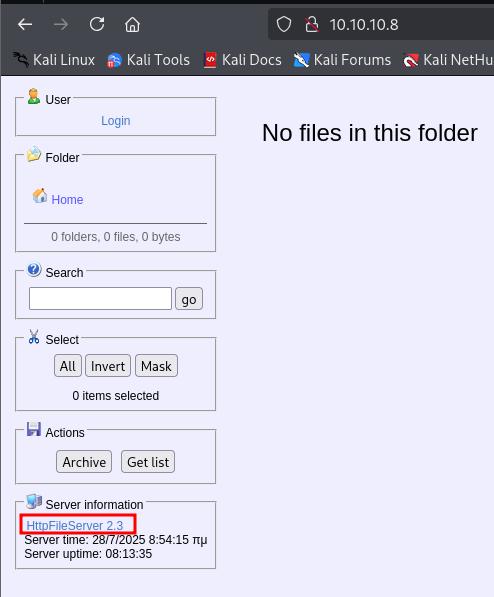 10.10.10.8
Kali Linux Kali Tools Kali Docs Kali Forums Kali NetHu
User
Login
Folder
Home
0 folders, 0 files, 0 bytes
Search
go
Select
All Invert Mask
0 items selected
Actions
Archive Get list
Server information
HttpFileServer 2.3
Server time: 28/7/2025 8:54:15 πμ
Server uptime: 08:13:35
No files in this folder